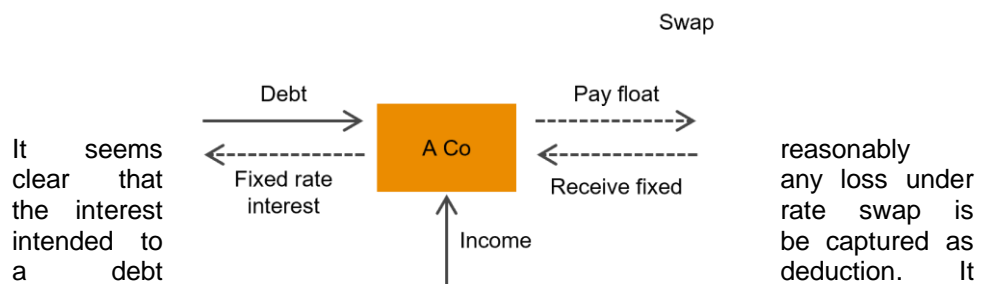 Swap
Debt
Pay float
A Co
Fixed rate
interest
Receive fixed
Income
It seems reasonably
clear that any loss under
the interest rate swap is
intended to be captured as
a debt deduction. It